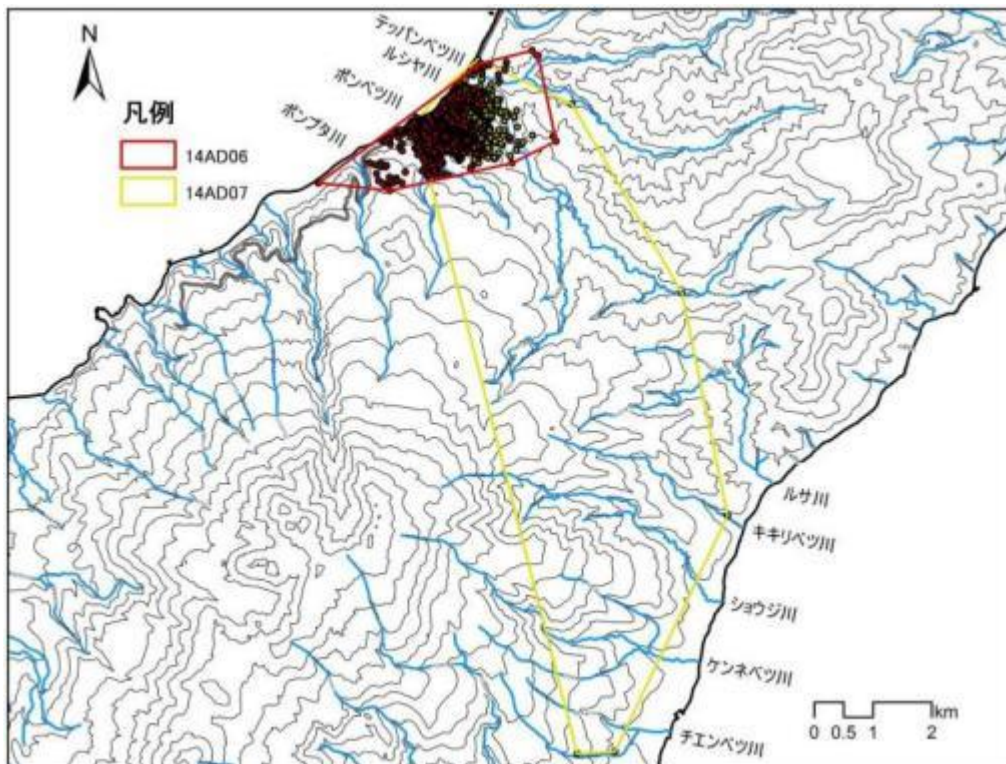 N
テッパンベツ川
ルシャ川
ポンベツ川
ポンプタ川
凡例
14AD06
14AD07
ルサ川
キキリベツ川
ショウジ川
ケンネベツ川
チエンベツ川
0 0.5 1 2 km